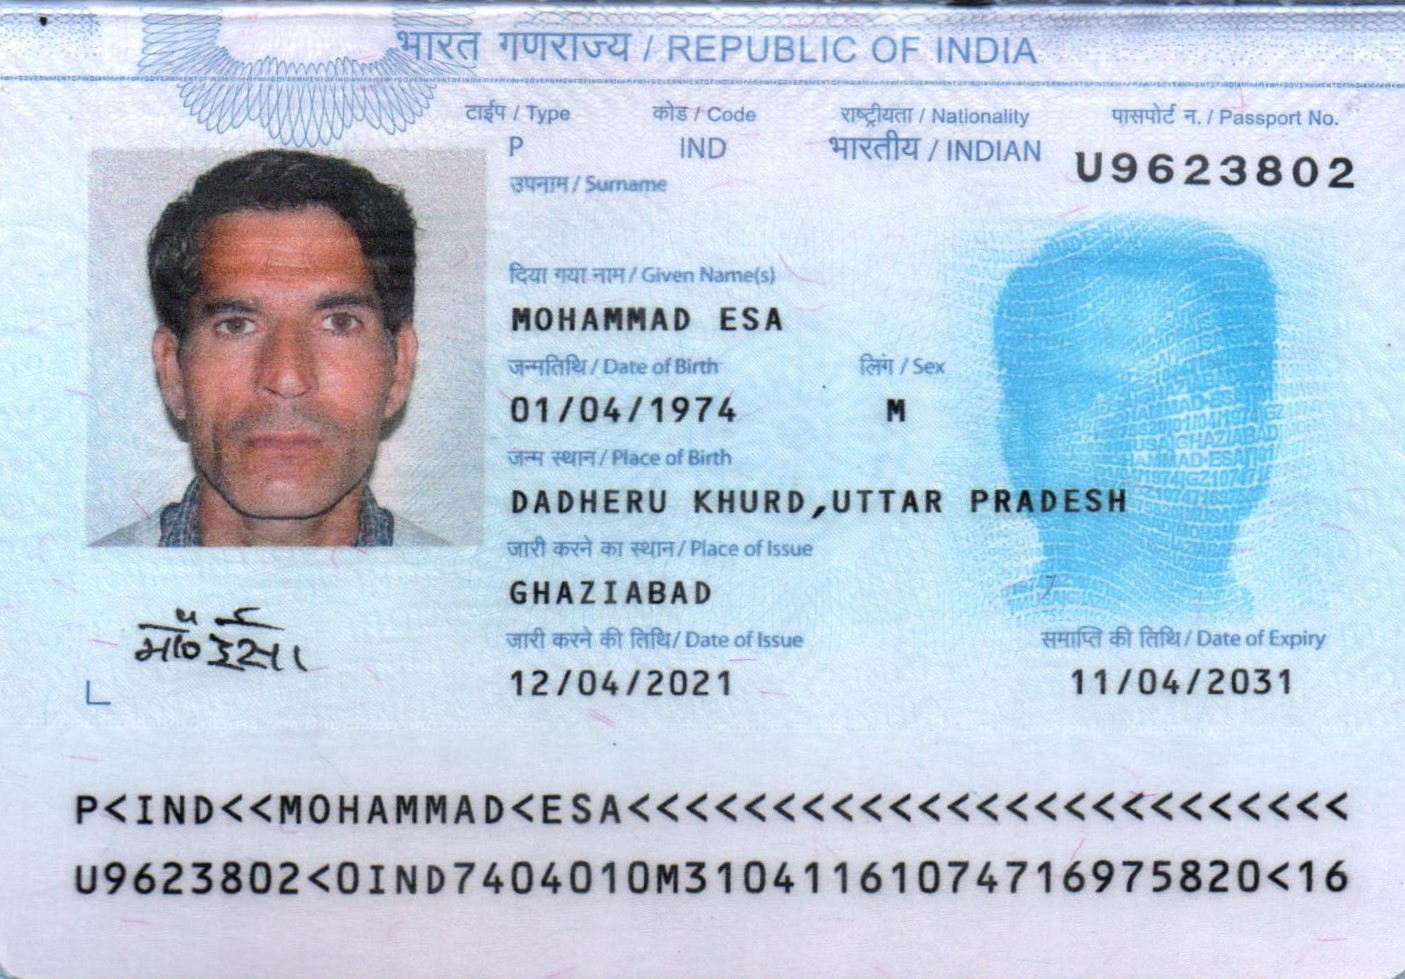 भारत गणराज्य / REPUBLIC OF INDIA
टाईप / Type कोड / Code राष्ट्रीयता / Nationality पासपोर्ट न. / Passport No.
P IND भारतीय / INDIAN U9623802
उपनाम / Surname
दिया गया नाम / Given Name(s)
MOHAMMAD ESA
जन्मतिथि / Date of Birth लिंग / Sex
01/04/1974 M
जन्म स्थान / Place of Birth
DADHERU KHURD,UTTAR PRADESH
जारी करने का स्थान / Place of Issue
GHAZIABAD
जारी करने की तिथि / Date of Issue समाप्ति की तिथि / Date of Expiry
12/04/2021 11/04/2031
P<IND<<MOHAMMAD<ESA<<<<<<<<<<<<<<<<<<<<<<<<<
U9623802<0IND7404010M3104116107471697 5820<16